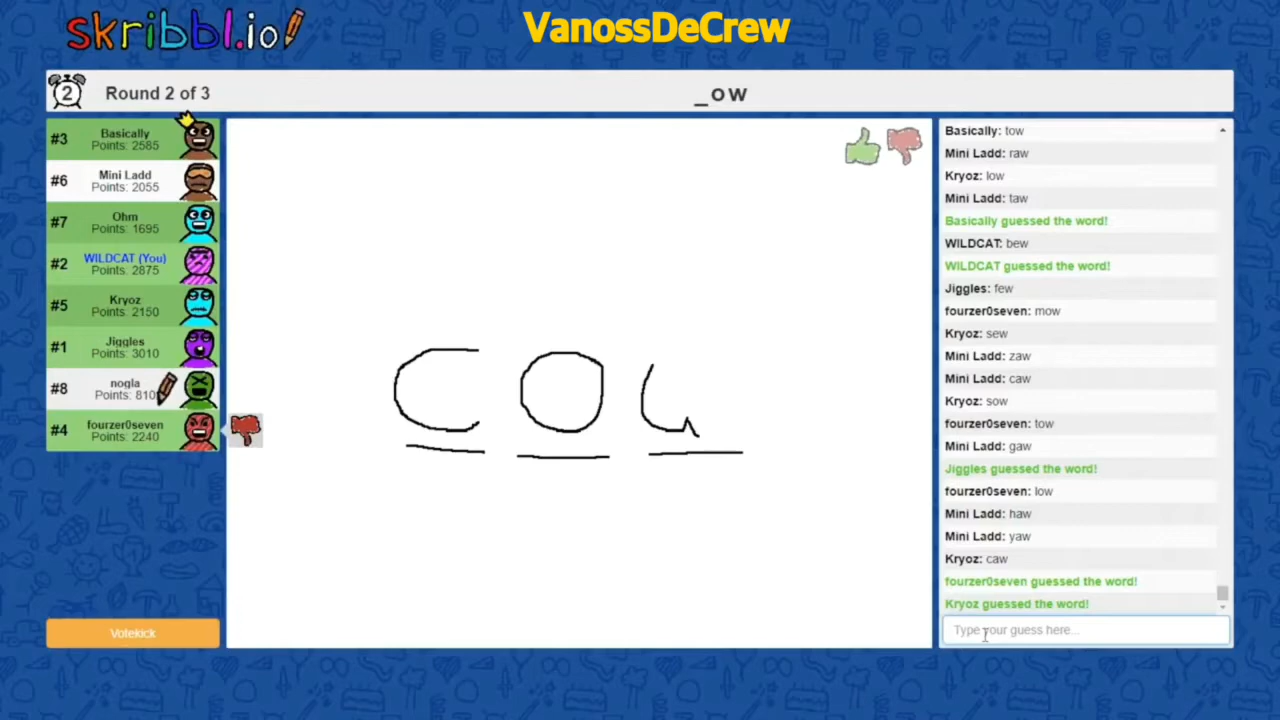 skribbl.io!
VanossDeCrew
2
Round 2 of 3
_ow
#3 Basically
Points: 2585
#6 Mini Ladd
Points: 2055
#7 Ohm
Points: 1695
#2 WILDCAT (You)
Points: 2875
#5 Kryoz
Points: 2150
#1 Jiggles
Points: 3010
#8 nogla
Points: 810
#4 fourzer0seven
Points: 2240
Votekick
CO
Basically: tow
Mini Ladd: raw
Kryoz: low
Mini Ladd: taw
Basically guessed the word!
WILDCAT: bew
WILDCAT guessed the word!
Jiggles: few
fourzer0seven: mow
Kryoz: sew
Mini Ladd: zaw
Mini Ladd: caw
Kryoz: sow
fourzer0seven: tow
Mini Ladd: gaw
Jiggles guessed the word!
fourzer0seven: low
Mini Ladd: haw
Mini Ladd: yaw
Kryoz: caw
fourzer0seven guessed the word!
Kryoz guessed the word!
Type your guess here...